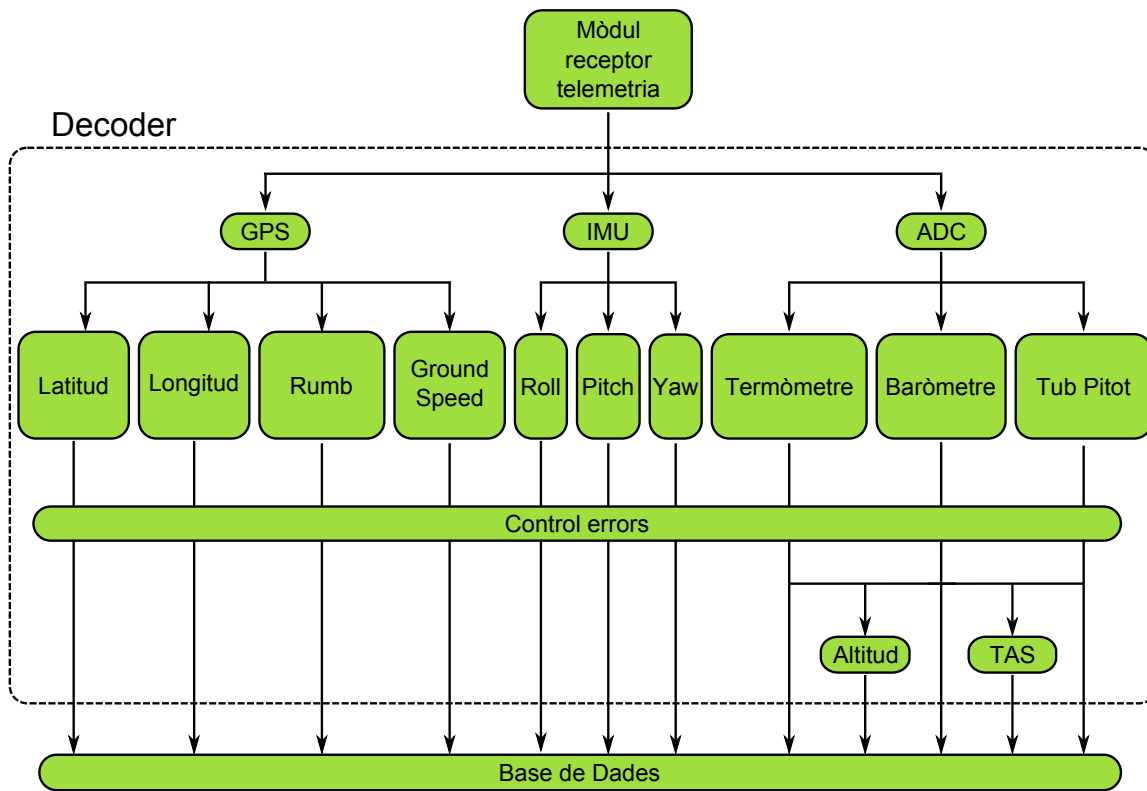 Mòdul
receptor
telemetria
Decoder
GPS
IMU
ADC
Latitud
Longitud
Rumb
Ground
Speed
Roll
Pitch
Yaw
Termòmetre
Baròmetre
Tub Pitot
Control errors
Altitud
TAS
Base de Dades